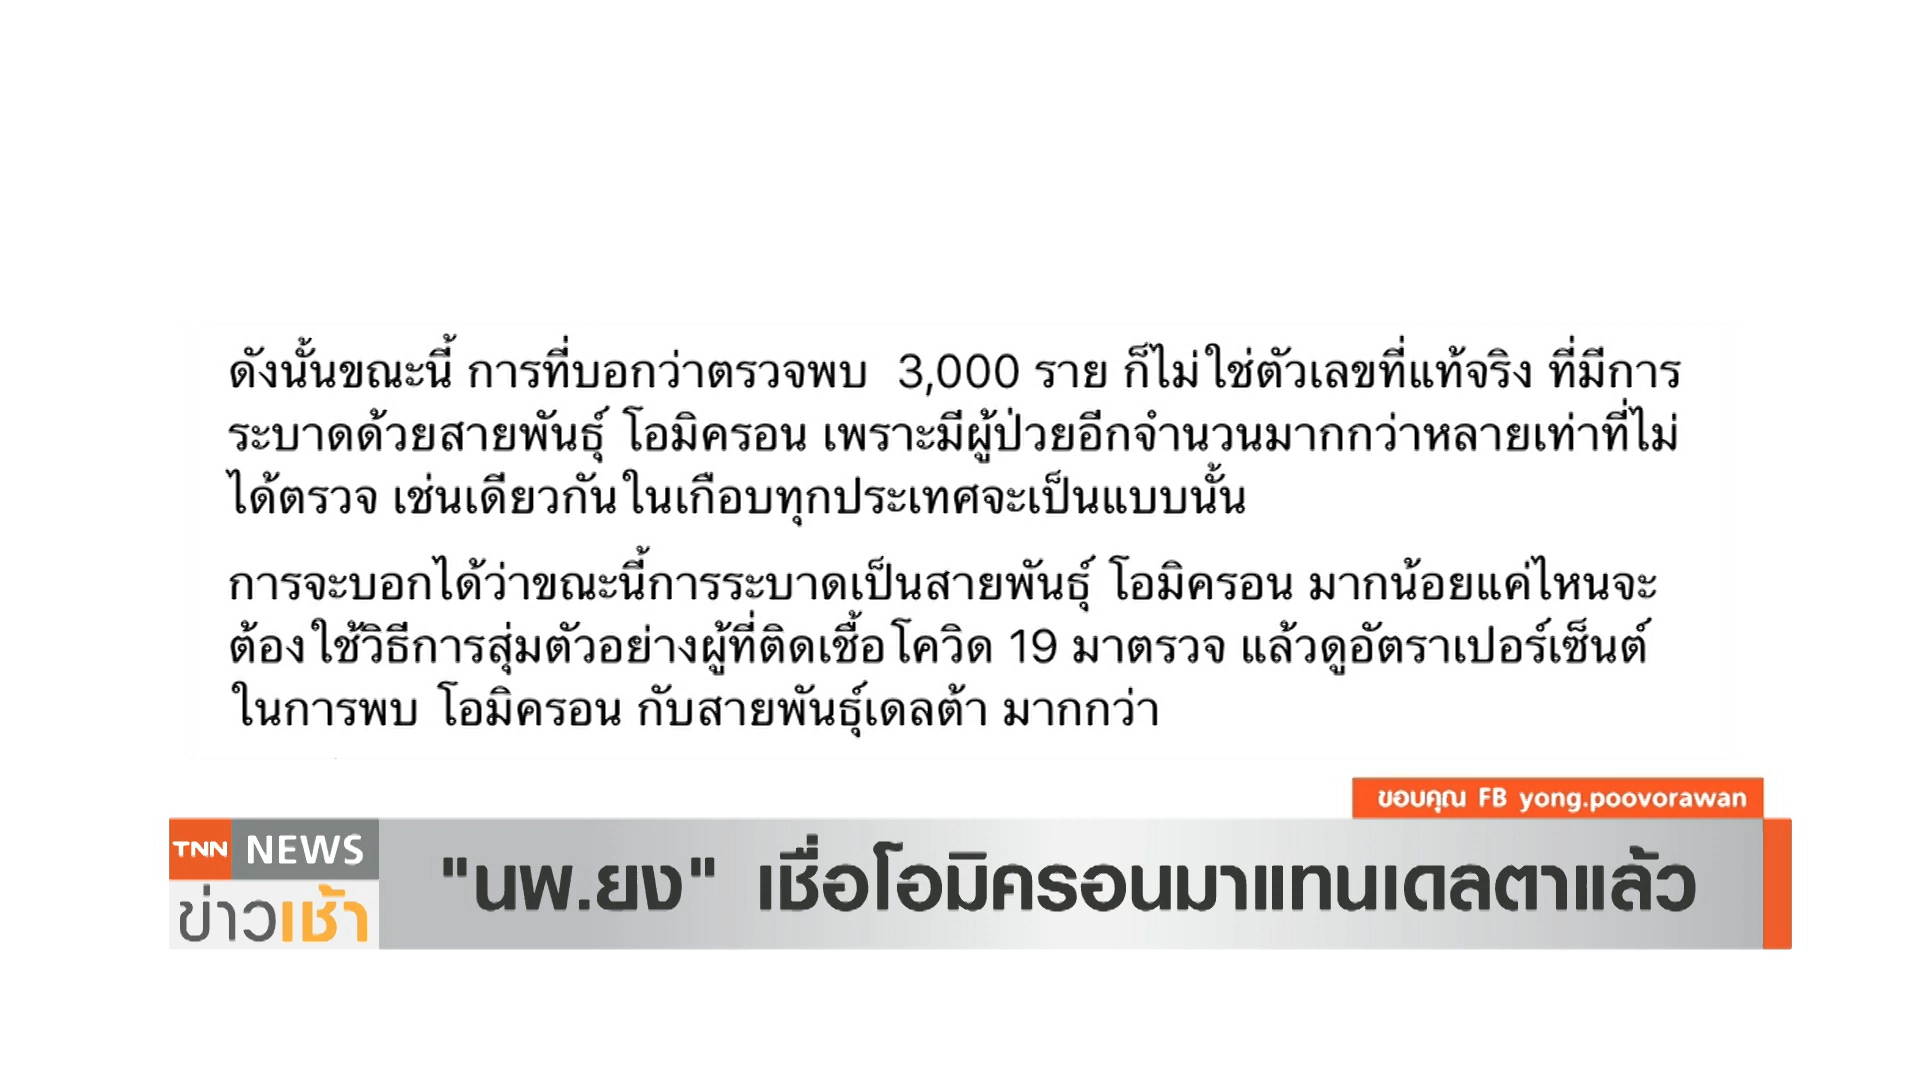 ดังนั้นขณะนี้ การที่บอกว่าตรวจพบ 3,000 ราย ก็ไม่ใช่ตัวเลขที่แท้จริง ที่มีการ
ระบาดด้วยสายพันธุ์ โอมิครอน เพราะมีผู้ป่วยอีกจำนวนมากกว่าหลายเท่าที่ไม่
ได้ตรวจ เช่นเดียวกันในเกือบทุกประเทศจะเป็นแบบนั้น
การจะบอกได้ว่าขณะนี้การระบาดเป็นสายพันธุ์ โอมิครอน มากน้อยแค่ไหนจะ
ต้องใช้วิธีการสุ่มตัวอย่างผู้ที่ติดเชื้อโควิด 19 มาตรวจ แล้วดูอัตราเปอร์เซ็นต์
ในการพบ โอมิครอน กับสายพันธุ์เดลต้า มากกว่า
ขอบคุณ FB yong.poovorawan
TNN NEWS
ข่าวเช้า
"นพ.ยง" เชื่อโอมิครอนมาแทนเดลตาแล้ว